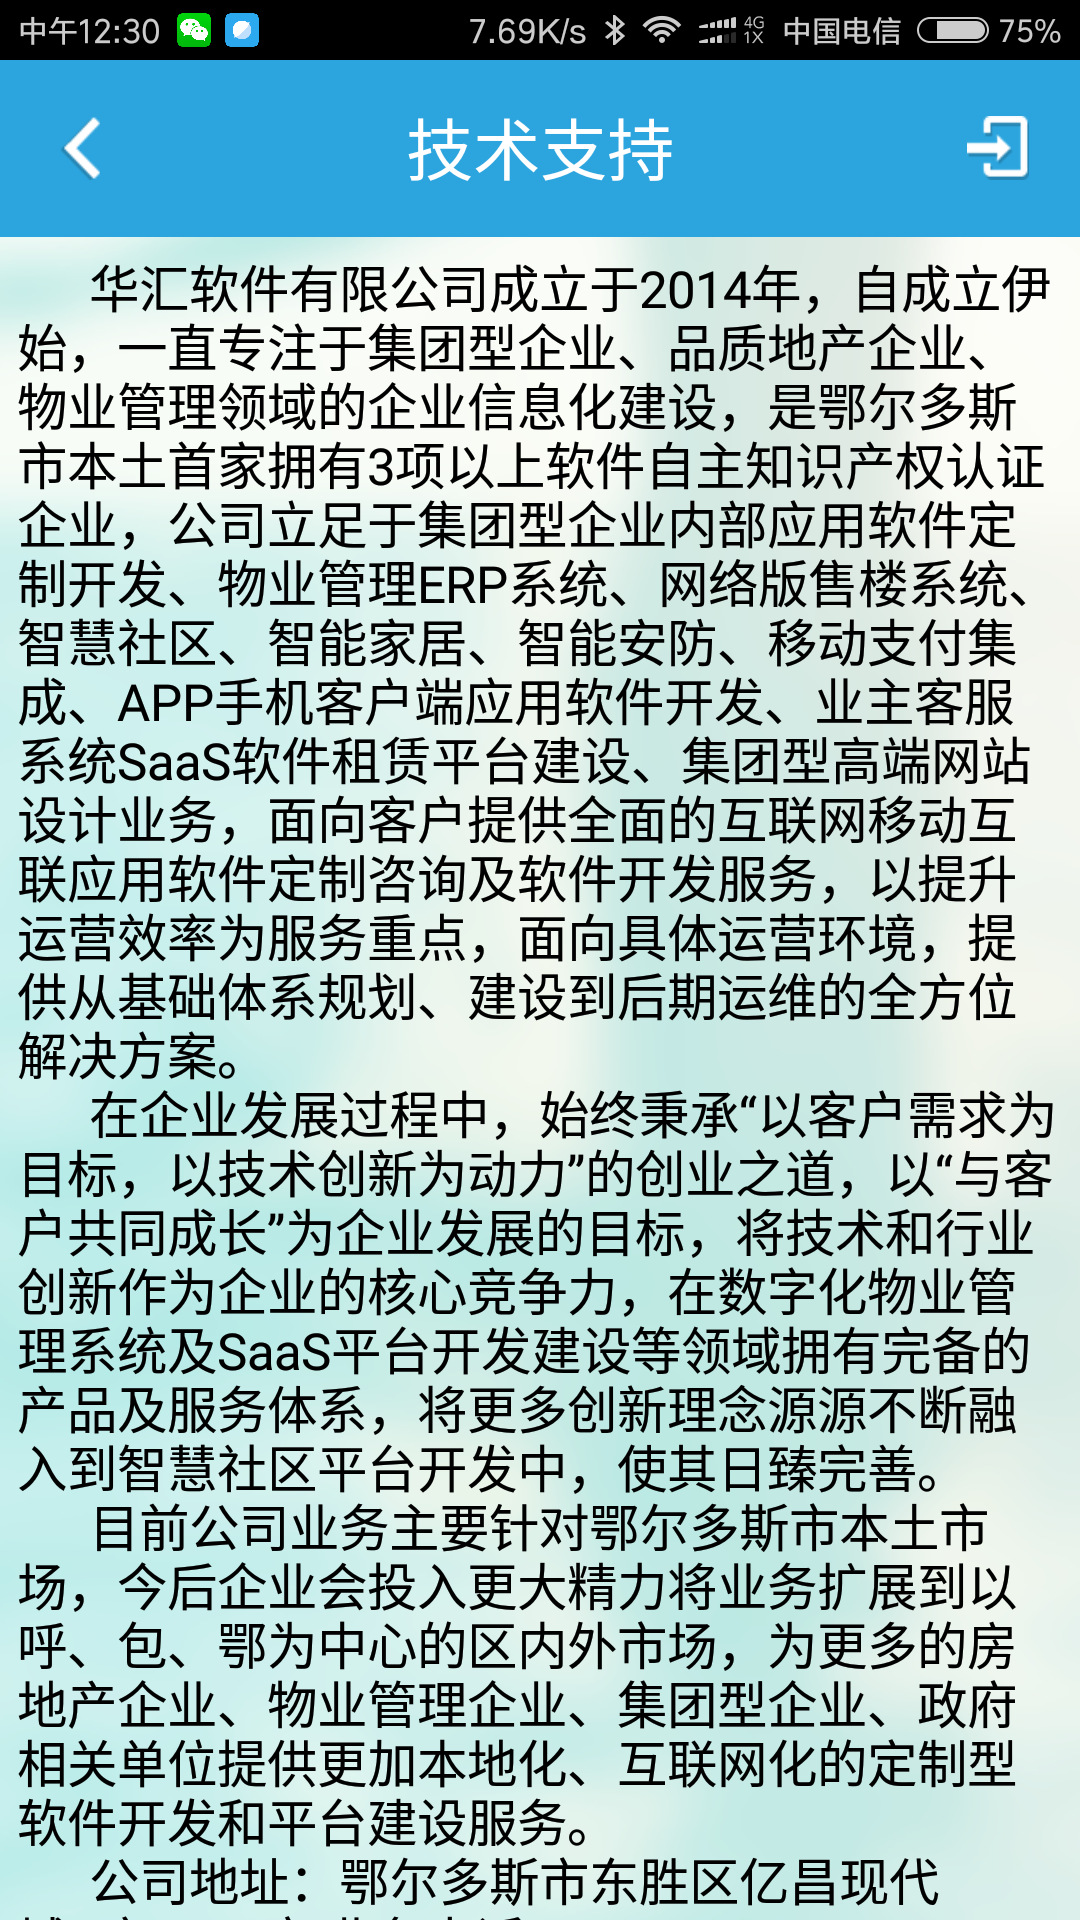 中午12:30 7.69K/s 4G 1X 中国电信 75%
技术支持
华汇软件有限公司成立于2014年，自成立伊
始，一直专注于集团型企业、品质地产企业、
物业管理领域的企业信息化建设，是鄂尔多斯
市本土首家拥有3项以上软件自主知识产权认证
企业，公司立足于集团型企业内部应用软件定
制开发、物业管理ERP系统、网络版售楼系统、
智慧社区、智能家居、智能安防、移动支付集
成、APP手机客户端应用软件开发、业主客服
系统SaaS软件租赁平台建设、集团型高端网站
设计业务，面向客户提供全面的互联网移动互
联应用软件定制咨询及软件开发服务，以提升
运营效率为服务重点，面向具体运营环境，提
供从基础体系规划、建设到后期运维的全方位
解决方案。
在企业发展过程中，始终秉承“以客户需求为
目标，以技术创新为动力”的创业之道，以“与客
户共同成长”为企业发展的目标，将技术和行业
创新作为企业的核心竞争力，在数字化物业管
理系统及SaaS平台开发建设等领域拥有完备的
产品及服务体系，将更多创新理念源源不断融
入到智慧社区平台开发中，使其日臻完善。
目前公司业务主要针对鄂尔多斯市本土市
场，今后企业会投入更大精力将业务扩展到以
呼、包、鄂为中心的区内外市场，为更多的房
地产企业、物业管理企业、集团型企业、政府
相关单位提供更加本地化、互联网化的定制型
软件开发和平台建设服务。
公司地址：鄂尔多斯市东胜区亿昌现代